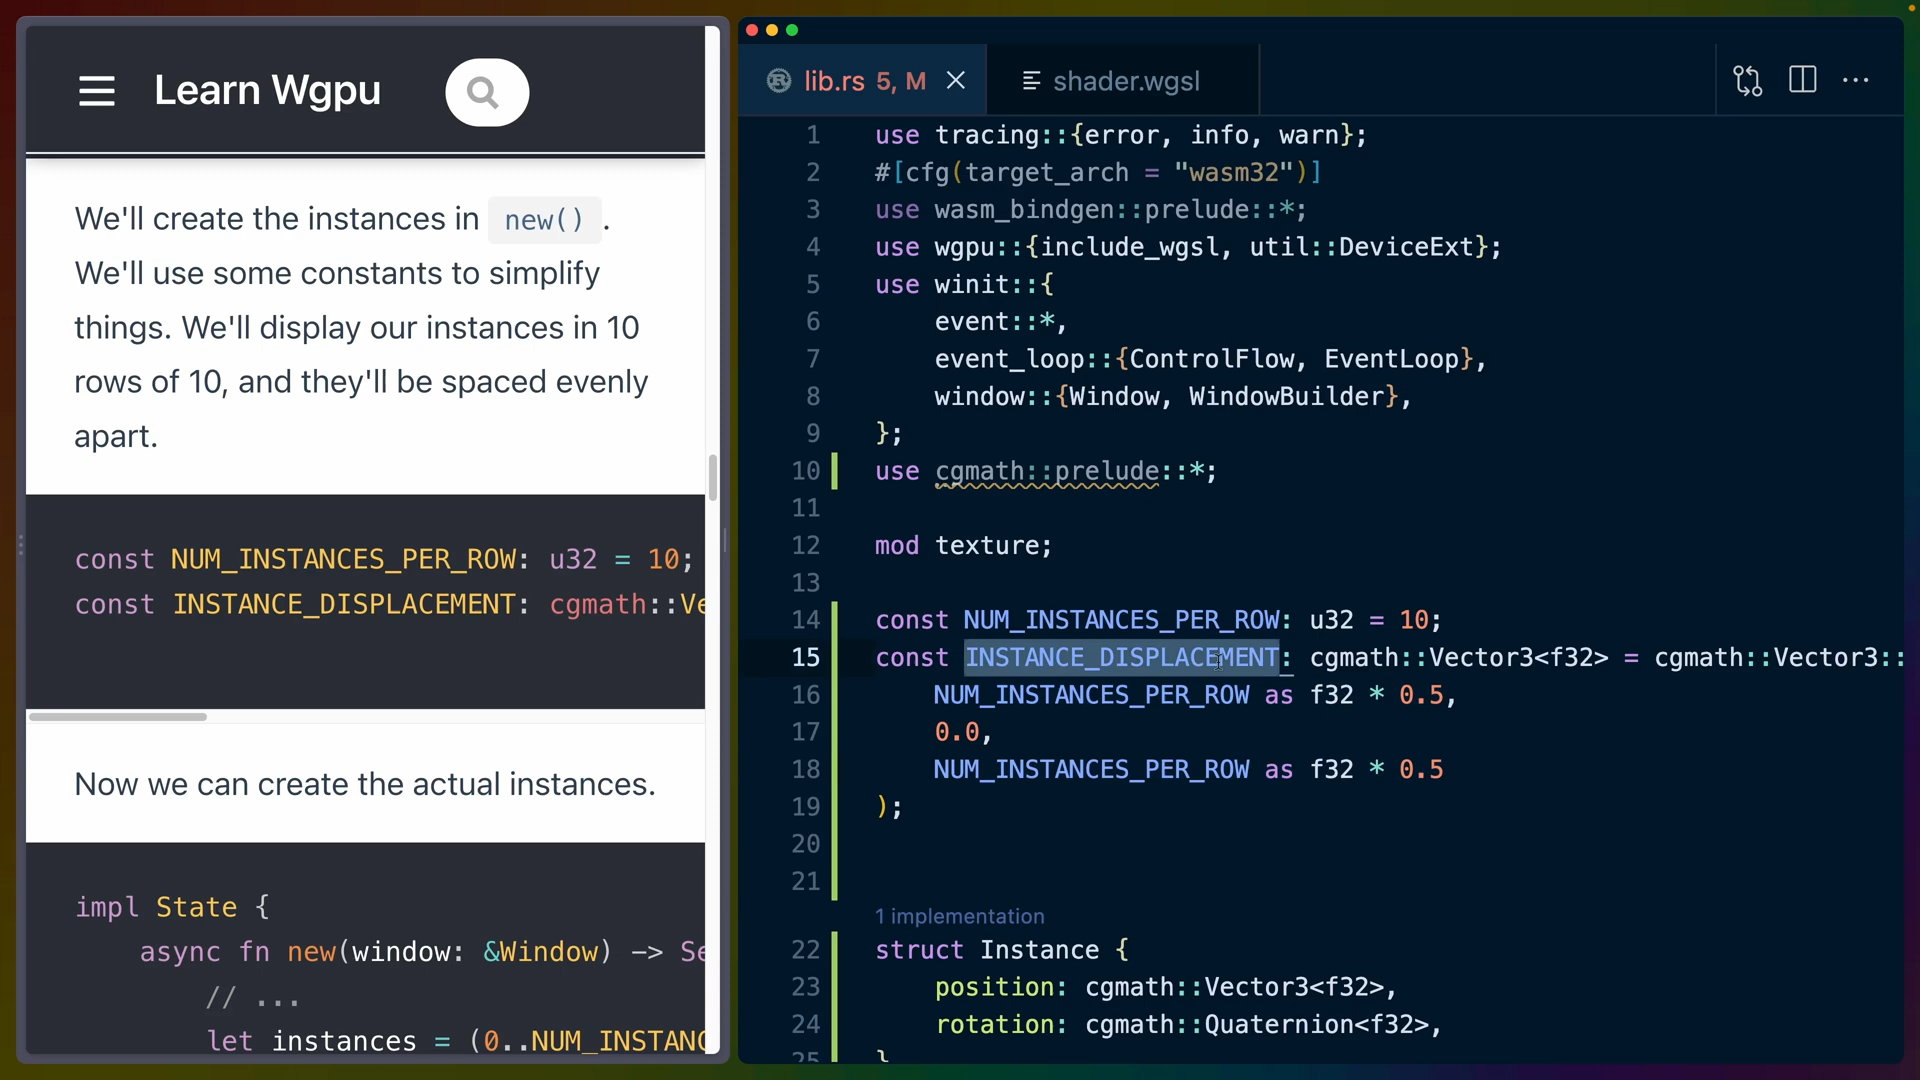 Learn Wgpu
We'll create the instances in new() .
We'll use some constants to simplify
things. We'll display our instances in 10
rows of 10, and they'll be spaced evenly
apart.
const NUM_INSTANCES_PER_ROW: u32 = 10;
const INSTANCE_DISPLACEMENT: cgmath::Ve
Now we can create the actual instances.
impl State {
async fn new(window: &Window) -> Se
// ...
let instances = (0..NUM_INSTANC
lib.rs 5, M
shader.wgsl
1 use tracing::{error, info, warn};
2 #[cfg(target_arch = "wasm32")]
3 use wasm_bindgen::prelude::*;
4 use wgpu::{include_wgsl, util::DeviceExt};
5 use winit::{
6 event::*,
7 event_loop::{ControlFlow, EventLoop},
8 window::{Window, WindowBuilder},
9 };
10 use cgmath::prelude::*;
11
12 mod texture;
13
14 const NUM_INSTANCES_PER_ROW: u32 = 10;
15 const INSTANCE_DISPLACEMENT: cgmath::Vector3<f32> = cgmath::Vector3::
16 NUM_INSTANCES_PER_ROW as f32 * 0.5,
17 0.0,
18 NUM_INSTANCES_PER_ROW as f32 * 0.5
19 );
20
21
1 implementation
22 struct Instance {
23 position: cgmath::Vector3<f32>,
24 rotation: cgmath::Quaternion<f32>,
25 }